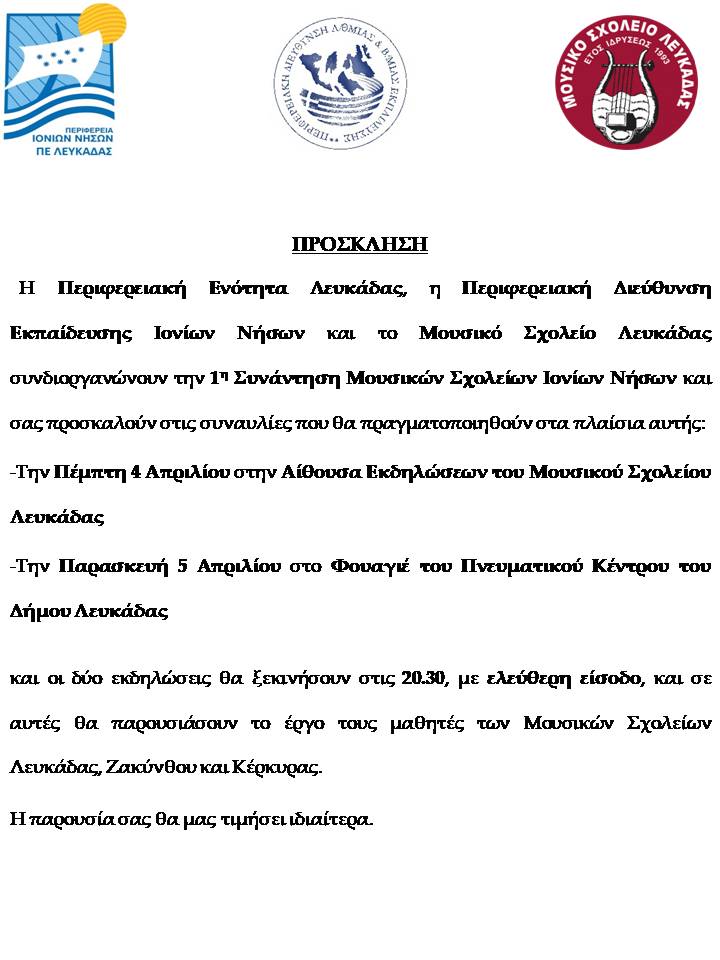 ΠΕΡΙΦΕΡΕΙΑ
ΙΟΝΙΩΝ ΝΗΣΩΝ
ΠΕ ΛΕΥΚΑΔΑΣ
ΠΕΡΙΦΕΡΕΙΑΚΗ ΔΙΕΥΘΥΝΣΗ Α/ΘΜΙΑΣ & Β/ΘΜΙΑΣ ΕΚΠΑΙΔΕΥΣΗΣ
ΜΟΥΣΙΚΟ ΣΧΟΛΕΙΟ ΛΕΥΚΑΔΑΣ
ΕΤΟΣ ΙΔΡΥΣΕΩΣ 1993
ΠΡΟΣΚΛΗΣΗ
Η Περιφερειακή Ενότητα Λευκάδας, η Περιφερειακή Διεύθυνση
Εκπαίδευσης Ιονίων Νήσων και το Μουσικό Σχολείο Λευκάδας
συνδιοργανώνουν την 1η Συνάντηση Μουσικών Σχολείων Ιονίων Νήσων και
σας προσκαλούν στις συναυλίες που θα πραγματοποιηθούν στα πλαίσια αυτής:
-Την Πέμπτη 4 Απριλίου στην Αίθουσα Εκδηλώσεων του Μουσικού Σχολείου
Λευκάδας
-Την Παρασκευή 5 Απριλίου στο Φουαγιέ του Πνευματικού Κέντρου του
Δήμου Λευκάδας
και οι δύο εκδηλώσεις θα ξεκινήσουν στις 20.30, με ελεύθερη είσοδο, και σε
αυτές θα παρουσιάσουν το έργο τους μαθητές των Μουσικών Σχολείων
Λευκάδας, Ζακύνθου και Κέρκυρας.
Η παρουσία σας θα μας τιμήσει ιδιαίτερα.